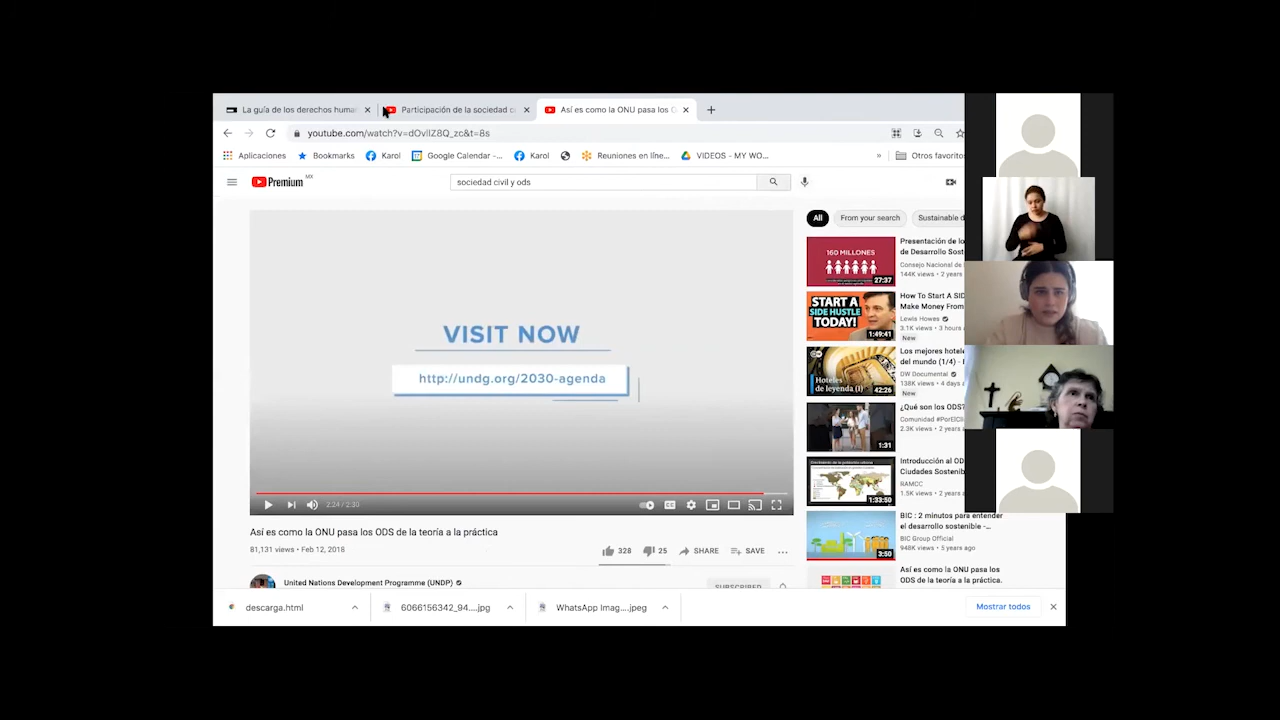 La guía de los derechos human
Participación de la sociedad c
Así es como la ONU pasa los O
youtube.com/watch?v=dOvlIZ8Q_zc&t=8s
Aplicaciones
Bookmarks
Karol
Google Calendar -...
Karol
Reuniones en líne...
VIDEOS - MY WO...
»
Otros favoritos
Premium MX
sociedad civil y ods
All
From your search
Sustainable d
VISIT NOW
http://undg.org/2030-agenda
2:24 / 2:30
Así es como la ONU pasa los ODS de la teoría a la práctica
81,131 views • Feb 12, 2018
328
25
SHARE
SAVE
United Nations Development Programme (UNDP)
SUBSCRIBED
160 MILLONES
27:37
Presentación de lo
de Desarrollo Sost
Consejo Nacional de
144K views • 2 years
START A
SIDE HUSTLE
TODAY!
1:49:41
How To Start A SID
Make Money From
Lewis Howes
3.1K views • 3 hours
New
Hoteles
de leyenda (I)
42:26
Los mejores hotele
del mundo (1/4) -
DW Documental
138K views • 4 days
New
1:31
¿Qué son los ODS?
Comunidad #PorElCli
2.3K views • 2 years
1:33:50
Introducción al OD
Ciudades Sostenib
RAMCC
1.5K views • 2 years
3:50
BIC : 2 minutos para entender
el desarrollo sostenible -...
BIC Group Official
948K views • 5 years ago
Así es como la ONU pasa los
ODS de la teoría a la práctica.
descarga.html
6066156342_94....jpg
WhatsApp Imag....jpeg
Mostrar todos